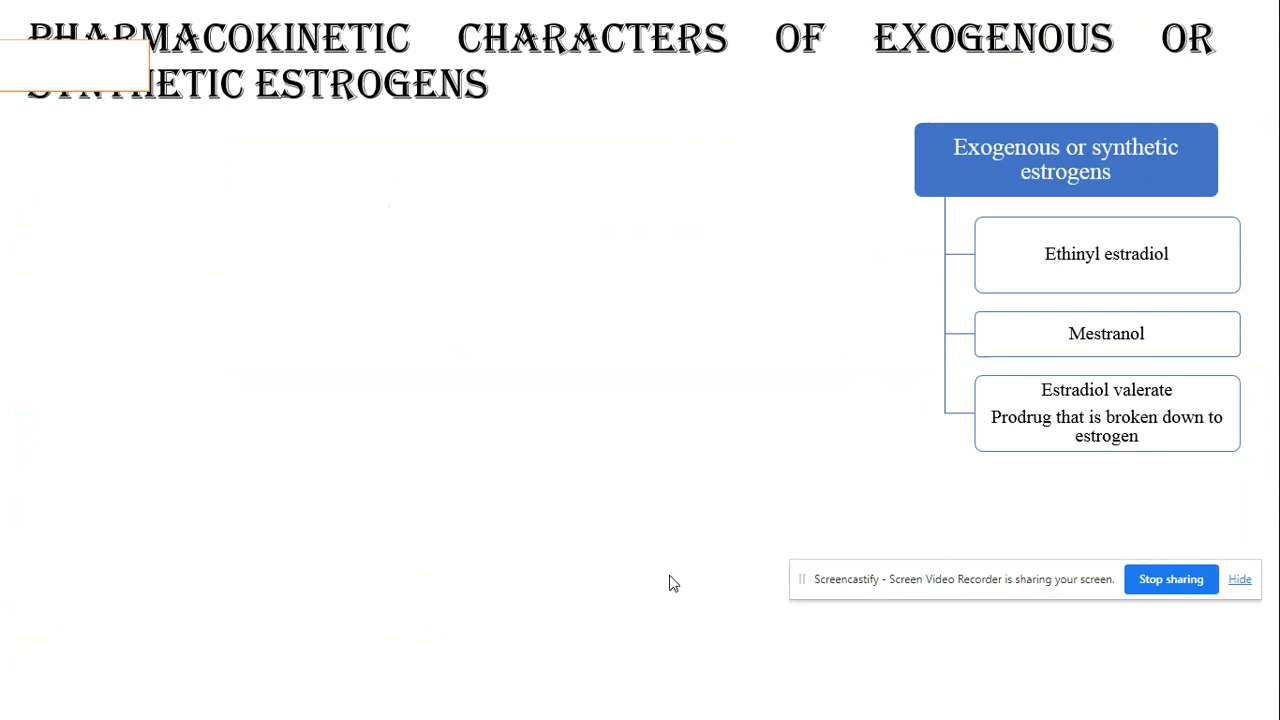 PHARMACOKINETIC CHARACTERS OF EXOGENOUS OR
SYNTHETIC ESTROGENS
Exogenous or synthetic
estrogens
Ethinyl estradiol
Mestranol
Estradiol valerate
Prodrug that is broken down to
estrogen
Screencastify - Screen Video Recorder is sharing your screen.
Stop sharing
Hide